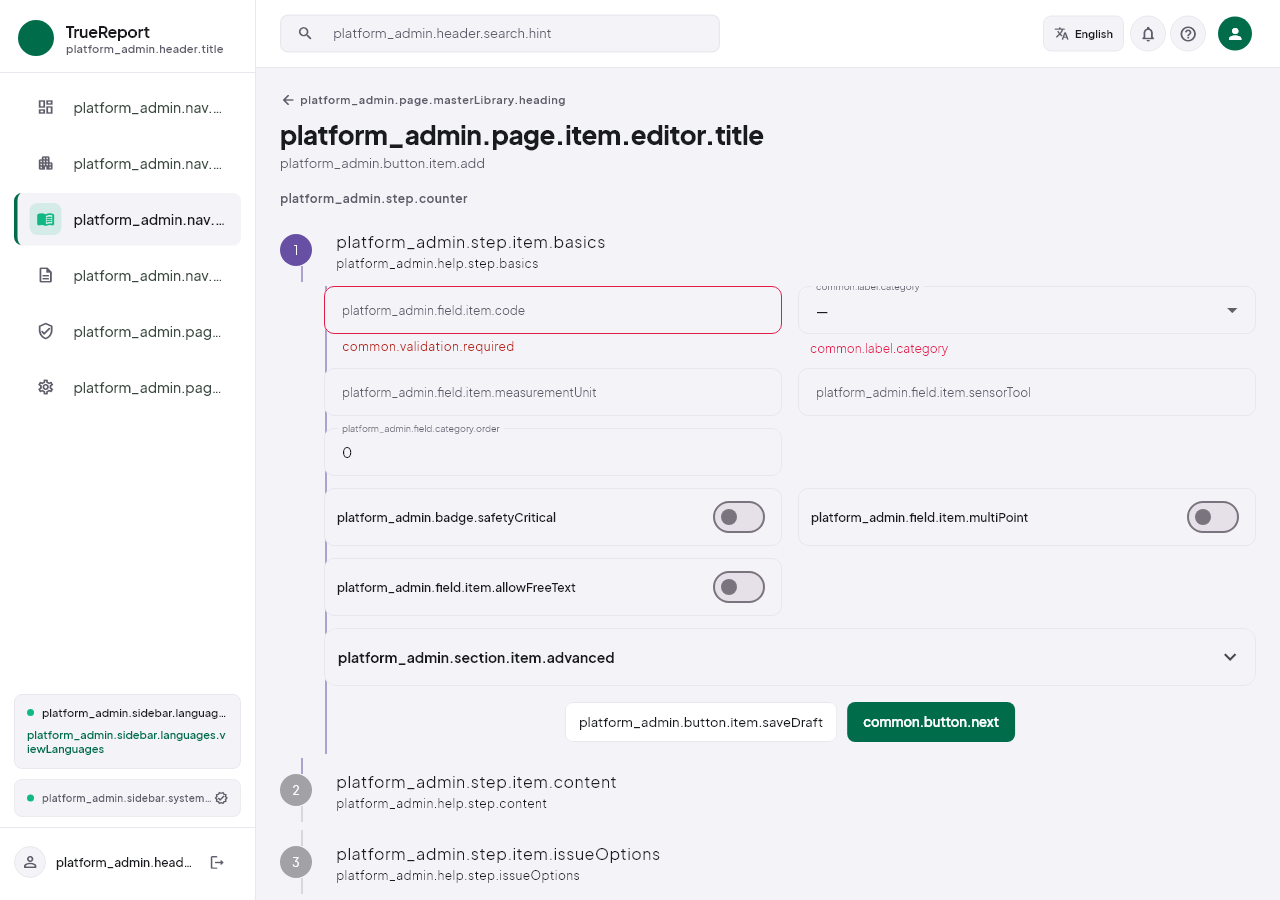 TrueReport
platform_admin.header.title
platform_admin.header.search.hint
English
platform_admin.nav....
platform_admin.nav....
platform_admin.nav....
platform_admin.nav....
platform_admin.pag...
platform_admin.pag...
platform_admin.sidebar.languag...
platform_admin.sidebar.languages.v
iewLanguages
platform_admin.sidebar.system...
platform_admin.head...
platform_admin.page.masterLibrary.heading
platform_admin.page.item.editor.title
platform_admin.button.item.add
platform_admin.step.counter
1
platform_admin.step.item.basics
platform_admin.help.step.basics
platform_admin.field.item.code
common.label.category
—
common.validation.required
common.label.category
platform_admin.field.item.measurementUnit
platform_admin.field.item.sensorTool
platform_admin.field.category.order
0
platform_admin.badge.safetyCritical
platform_admin.field.item.multiPoint
platform_admin.field.item.allowFreeText
platform_admin.section.item.advanced
platform_admin.button.item.saveDraft
common.button.next
2
platform_admin.step.item.content
platform_admin.help.step.content
3
platform_admin.step.item.issueOptions
platform_admin.help.step.issueOptions